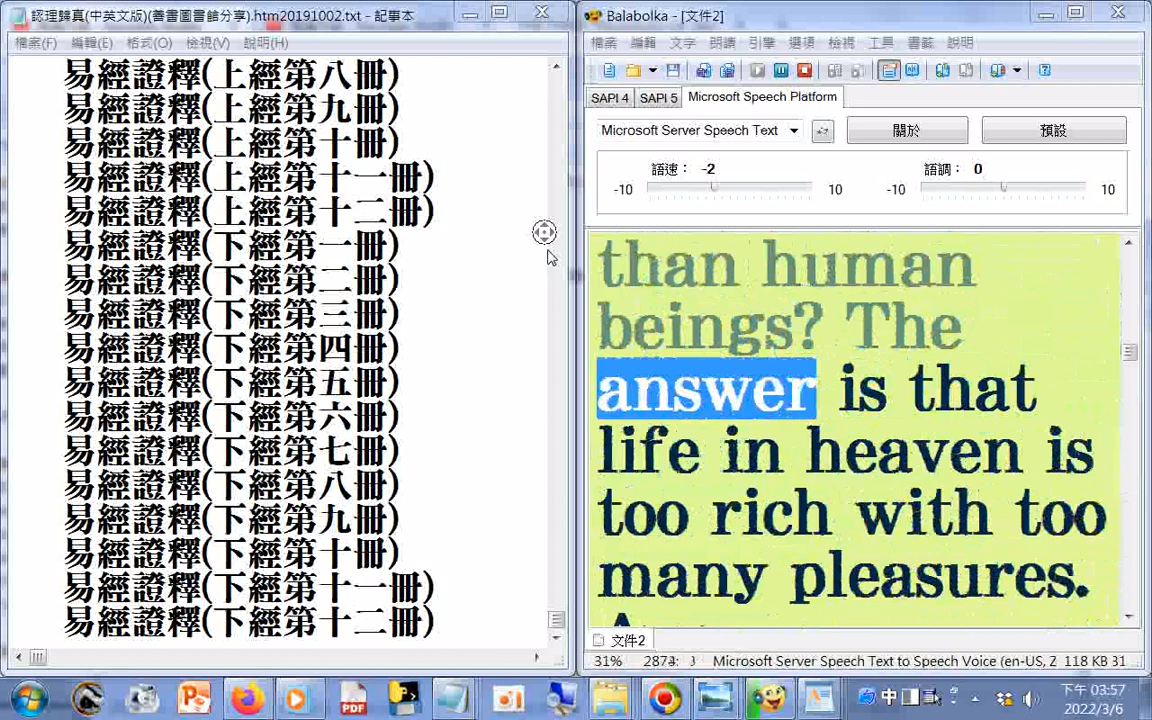 認理歸真(中英文版)(善書圖書館分享).htm20191002.txt - 記事本
檔案(F) 編輯(E) 格式(O) 檢視(V) 說明(H)
易經證釋(上經第八冊)
易經證釋(上經第九冊)
易經證釋(上經第十冊)
易經證釋(上經第十一冊)
易經證釋(上經第十二冊)
易經證釋(下經第一冊)
易經證釋(下經第二冊)
易經證釋(下經第三冊)
易經證釋(下經第四冊)
易經證釋(下經第五冊)
易經證釋(下經第六冊)
易經證釋(下經第七冊)
易經證釋(下經第八冊)
易經證釋(下經第九冊)
易經證釋(下經第十冊)
易經證釋(下經第十一冊)
易經證釋(下經第十二冊)
Balabolka - [文件2]
檔案 編輯 文字 閱讀 引擎 選項 檢視 工具 書籤 說明
SAPI 4 SAPI 5 Microsoft Speech Platform
Microsoft Server Speech Text 關於 預設
語速： -2 語調： 0
-10 10 -10 10
than human
beings? The
answer is that
life in heaven is
too rich with too
many pleasures.
文件2
31% Microsoft Server Speech Text to Speech Voice (en-US, Z 118 KB 31
PDF 中 下午 03:57
2022/3/6